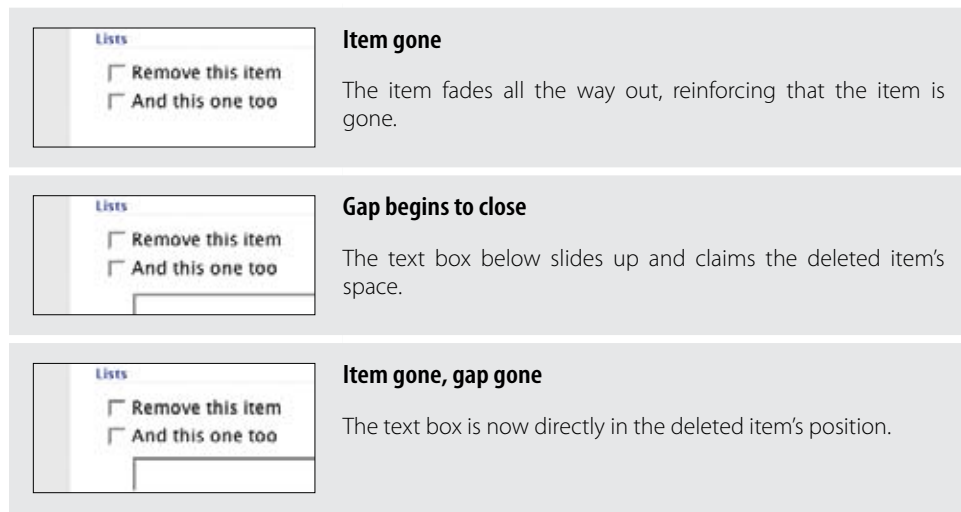 Lists
Remove this item
And this one too
Item gone
The item fades all the way out, reinforcing that the item is
gone.
Lists
Remove this item
And this one too
Gap begins to close
The text box below slides up and claims the deleted item’s
space.
Lists
Remove this item
And this one too
Item gone, gap gone
The text box is now directly in the deleted item’s position.